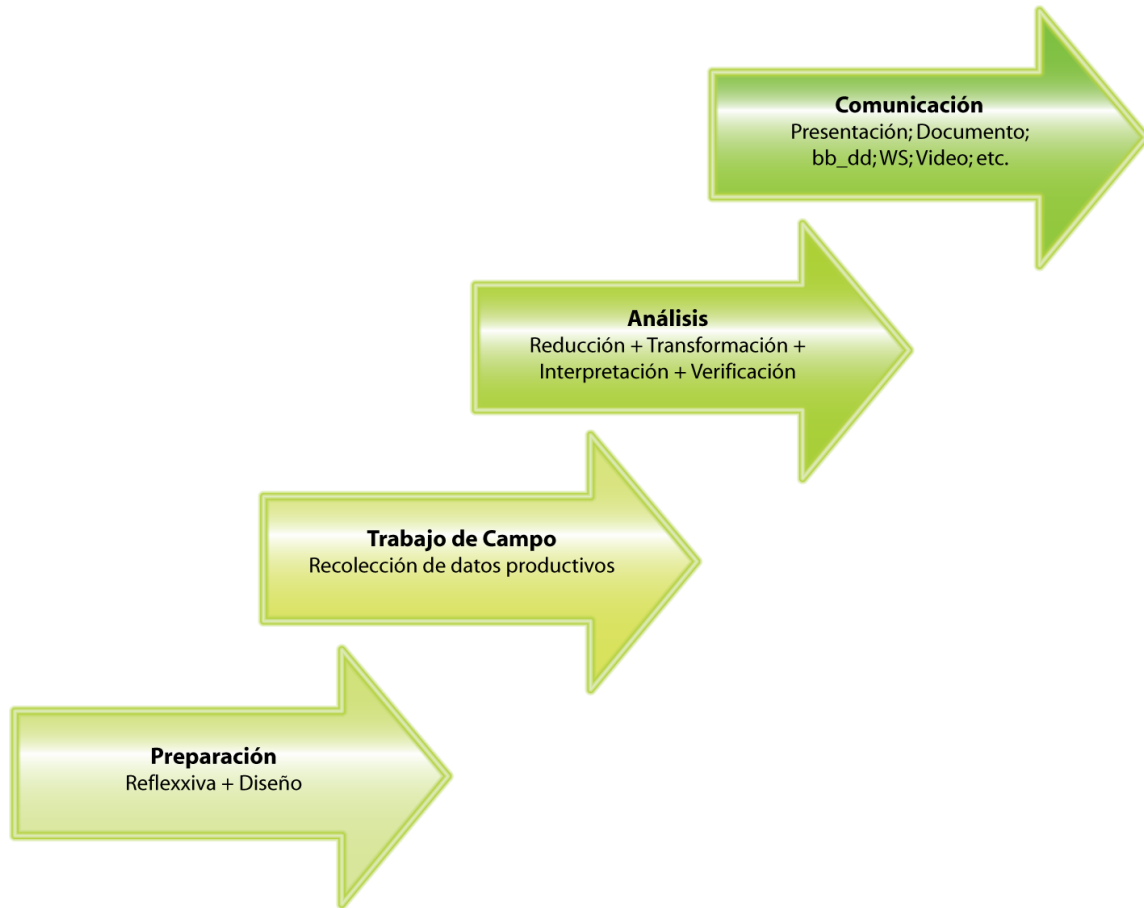 Comunicación
Presentación; Documento;
bb_dd; WS; Video; etc.
Análisis
Reducción + Transformación +
Interpretación + Verificación
Trabajo de Campo
Recolección de datos productivos
Preparación
Reflexxiva + Diseño